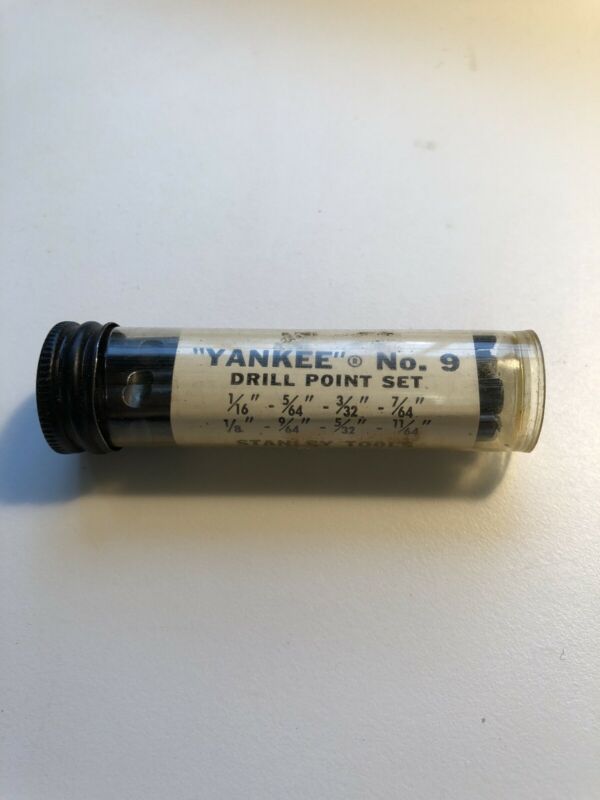 "YANKEE"® No. 9
DRILL POINT SET
1/16" - 5/64" - 3/32" - 7/64"
1/8" - 9/64" - 5/32" - 11/64"
STANLEY TOOLS